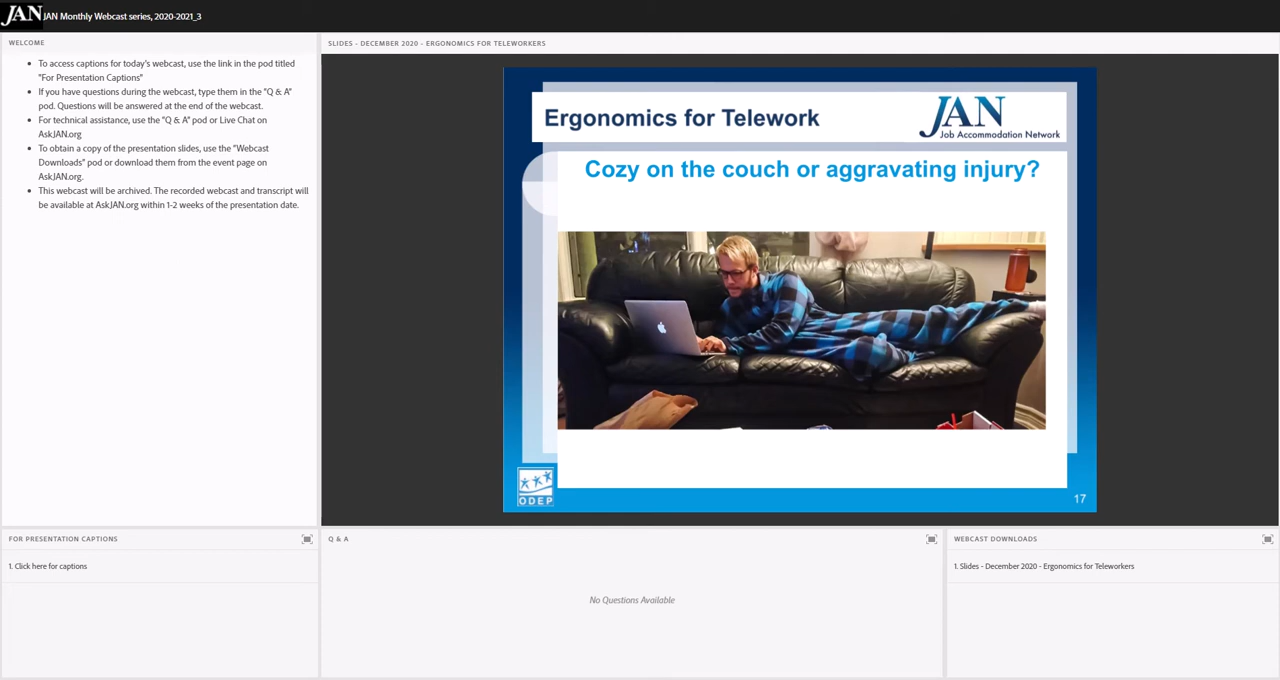 JAN JAN Monthly Webcast series, 2020-2021_3
WELCOME
To access captions for today's webcast, use the link in the pod titled
"For Presentation Captions"
If you have questions during the webcast, type them in the "Q & A"
pod. Questions will be answered at the end of the webcast.
For technical assistance, use the "Q & A" pod or Live Chat on
AskJAN.org
To obtain a copy of the presentation slides, use the "Webcast
Downloads" pod or download them from the event page on
AskJAN.org.
This webcast will be archived. The recorded webcast and transcript will
be available at AskJAN.org within 1-2 weeks of the presentation date.
SLIDES - DECEMBER 2020 - ERGONOMICS FOR TELEWORKERS
Ergonomics for Telework
JAN
Job Accommodation Network
Cozy on the couch or aggravating injury?
ODEP
17
FOR PRESENTATION CAPTIONS
1. Click here for captions
Q & A
No Questions Available
WEBCAST DOWNLOADS
1. Slides - December 2020 - Ergonomics for Teleworkers